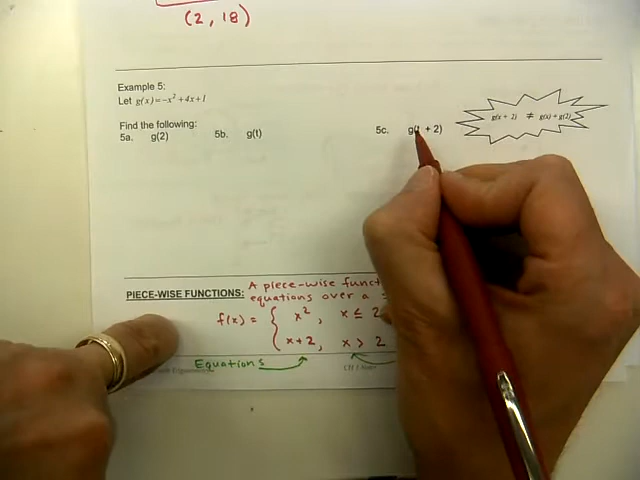 (2, 18)
Example 5:
Let g(x)=-x²+4x+1
Find the following:
5a. g(2) 5b. g(t) 5c. g(t + 2)
g(x + 2) ≠ g(x) + g(2)
PIECE-WISE FUNCTIONS: A piece-wise
equations over a
f(x) = { x², x ≤ 2
x+2, x > 2
Equations